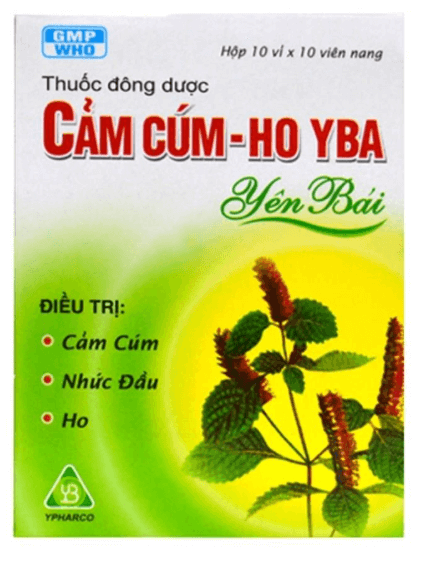 GMP
WHO
Hộp 10 vỉ x 10 viên nang
Thuốc đông dược
CẢM CÚM - HO YBA
Yên Bái
ĐIỀU TRỊ:
• Cảm Cúm
• Nhức Đầu
• Ho
YB
YPHARCO